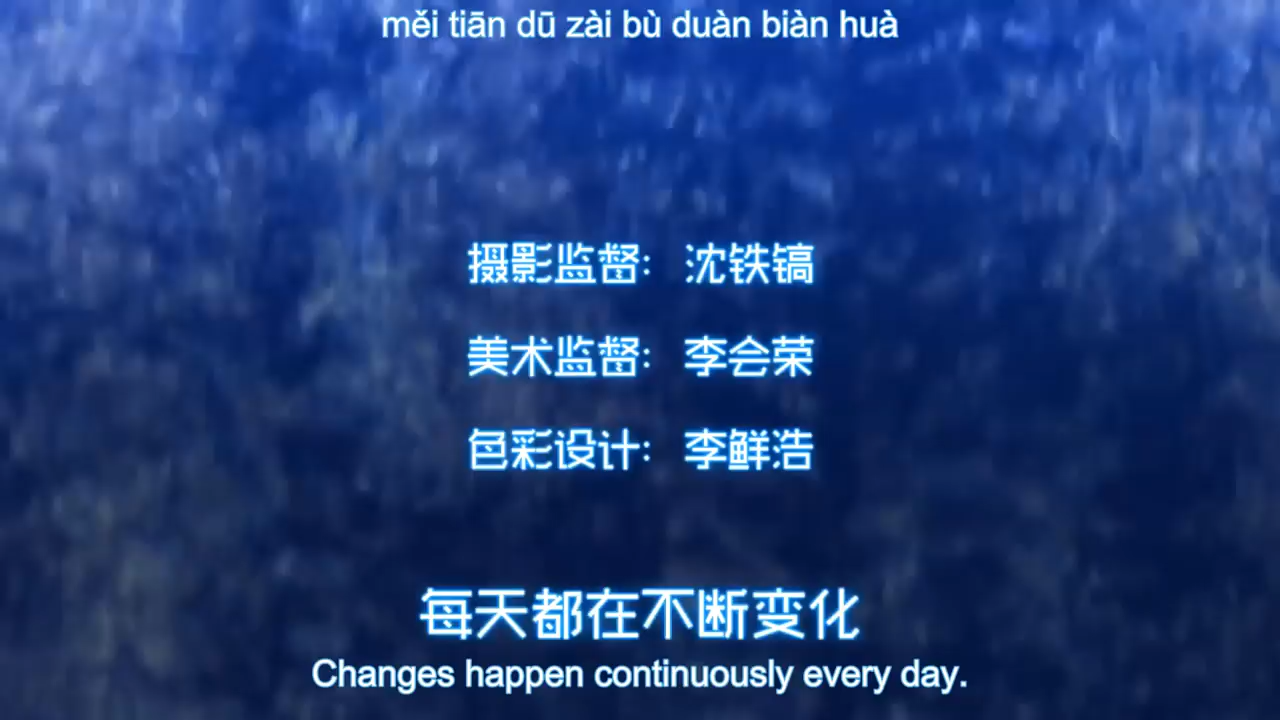 měi tiān dū zài bù duàn biàn huà
摄影监督: 沈铁镐
美术监督: 李会荣
色彩设计: 李鲜浩
每天都在不断变化
Changes happen continuously every day.